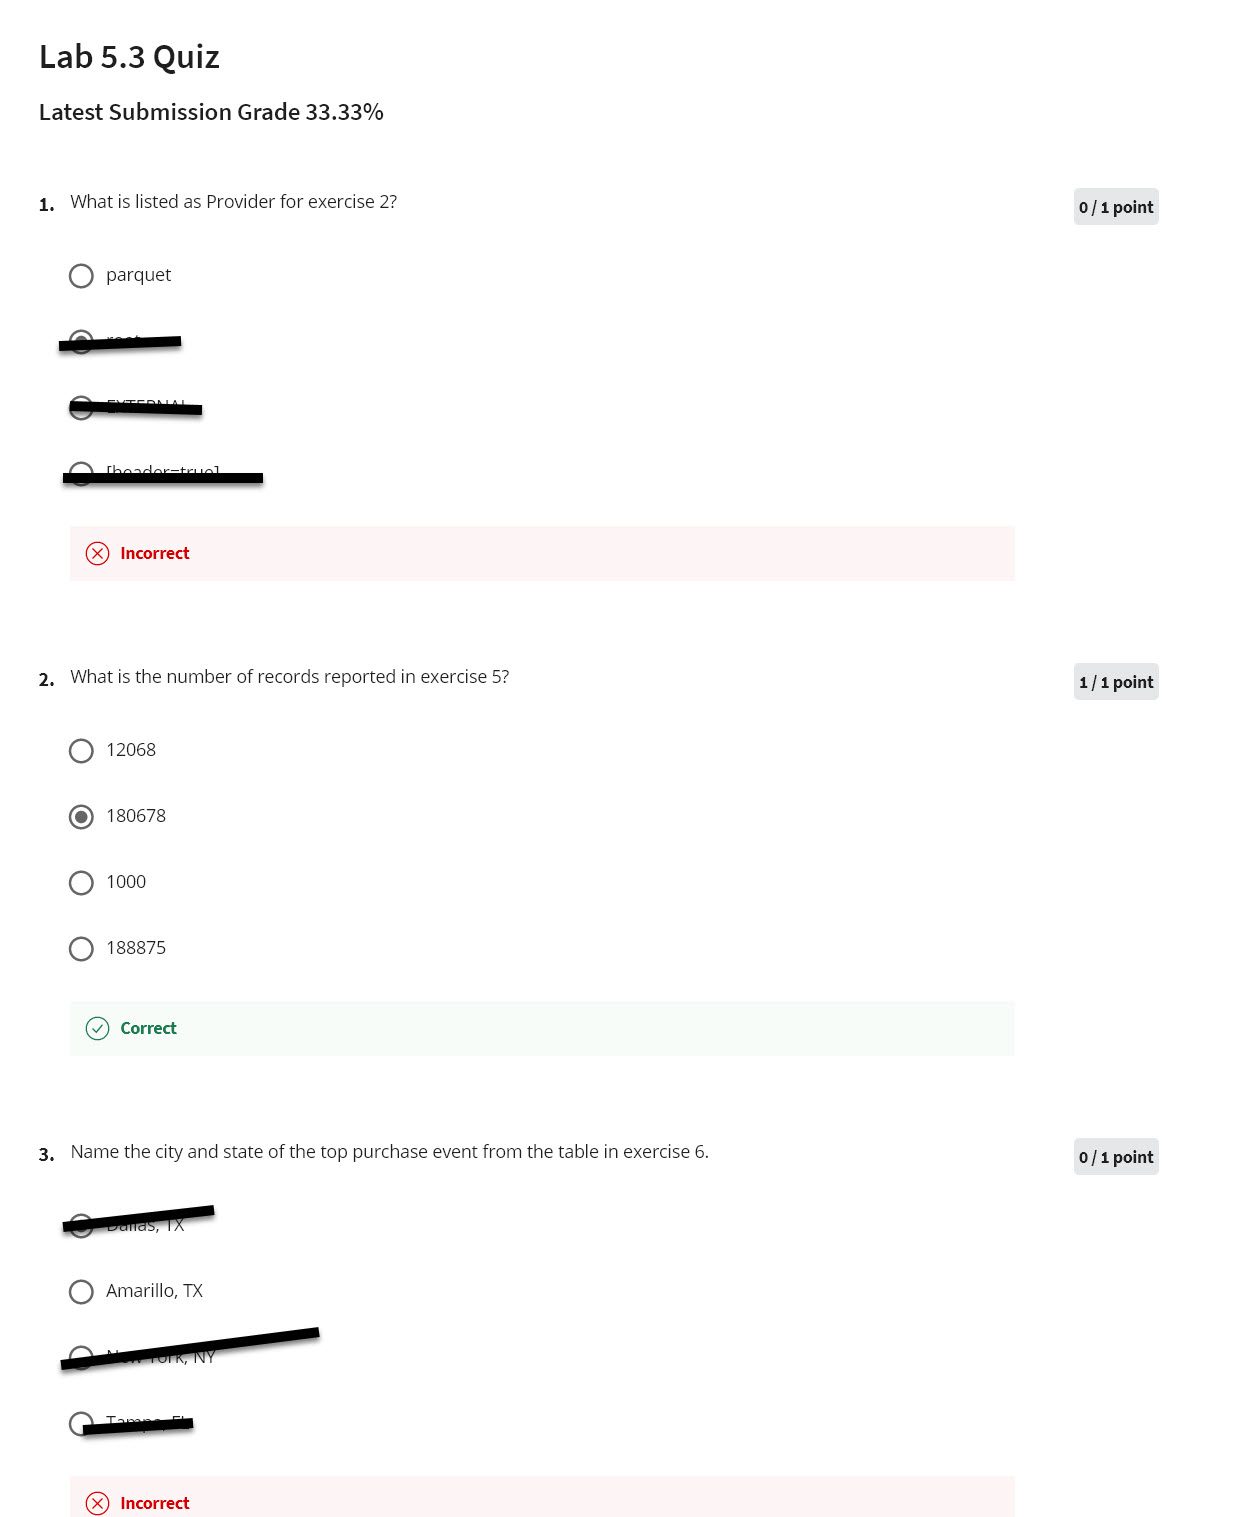 Lab 5.3 Quiz
Latest Submission Grade 33.33%
1. What is listed as Provider for exercise 2?
0 / 1 point
parquet
root
EXTERNAL
[header=true]
Incorrect
2. What is the number of records reported in exercise 5?
1 / 1 point
12068
180678
1000
188875
Correct
3. Name the city and state of the top purchase event from the table in exercise 6.
0 / 1 point
Dallas, TX
Amarillo, TX
New York, NY
Tampa, FL
Incorrect